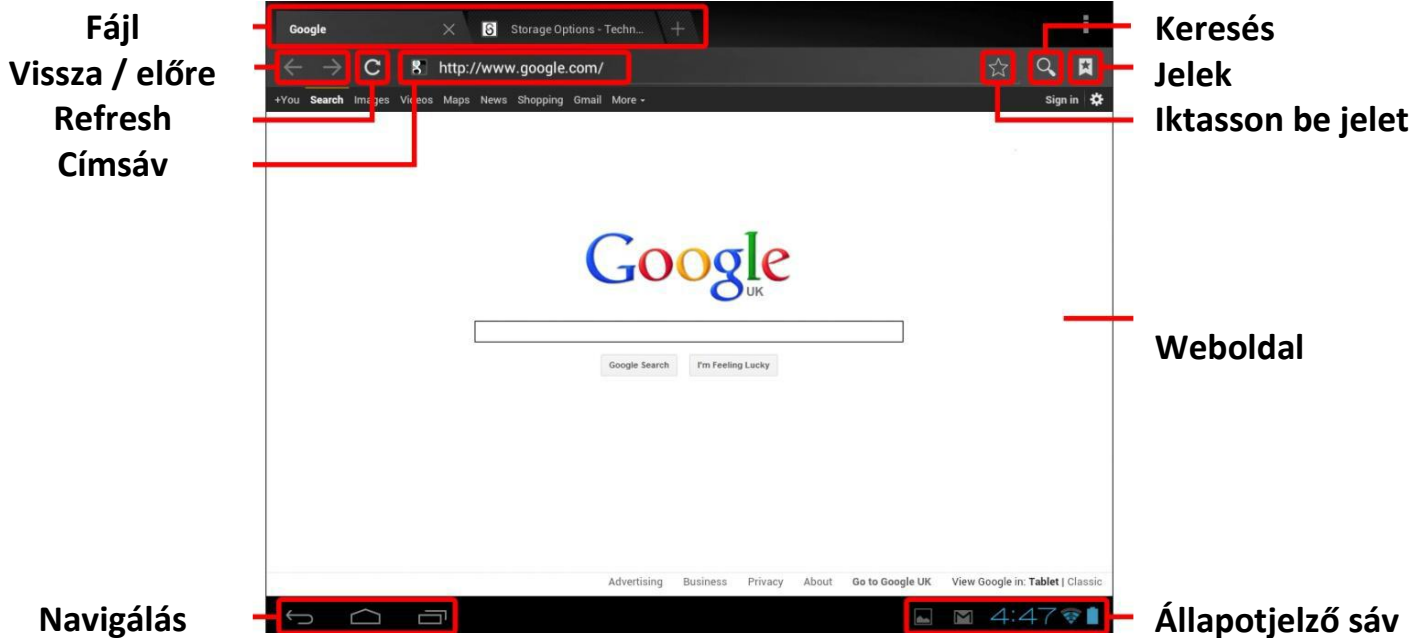 Fájl
Vissza / előre
Refresh
Címsáv
Google Storage Options - Techn...
http://www.google.com/
+You Search Images Videos Maps News Shopping Gmail More Sign in
Keresés
Jelek
Iktasson be jelet
Google
UK
Google Search I'm Feeling Lucky
Weboldal
Advertising Business Privacy About Go to Google UK View Google in: Tablet | Classic
4:47
Navigálás
Állapotjelző sáv